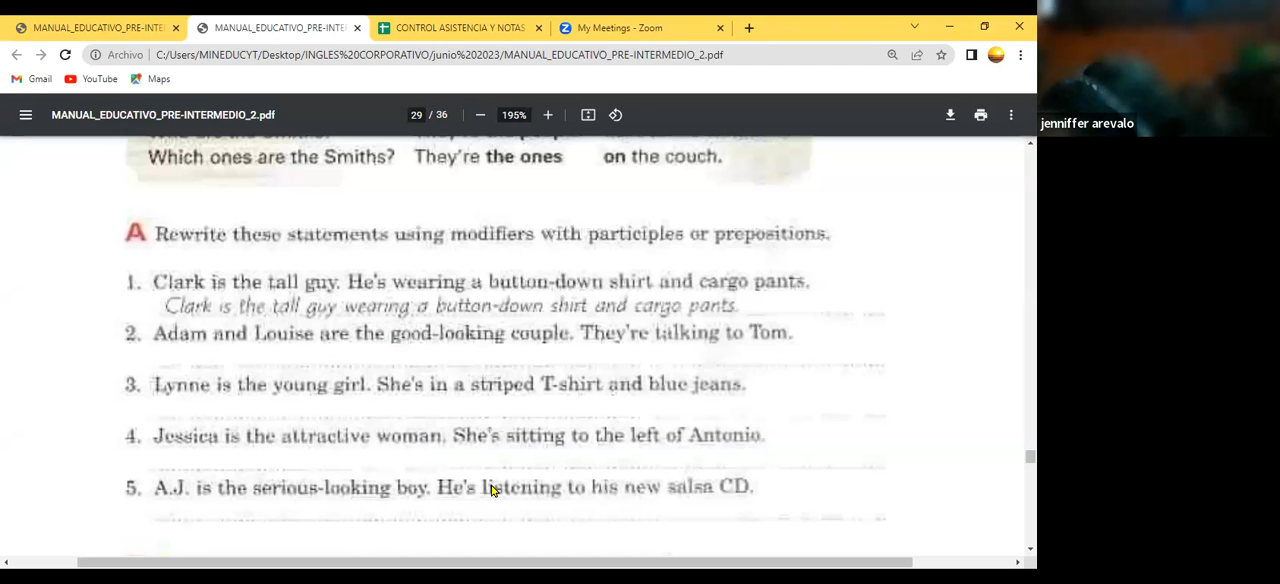 MANUAL_EDUCATIVO_PRE-INTE
MANUAL_EDUCATIVO_PRE-INTER
CONTROL ASISTENCIA Y NOTAS
My Meetings - Zoom
Archivo
C:/Users/MINEDUCYT/Desktop/INGLES%20CORPORATIVO/junio%202023/MANUAL_EDUCATIVO_PRE-INTERMEDIO_2.pdf
Gmail YouTube Maps
MANUAL_EDUCATIVO_PRE-INTERMEDIO_2.pdf
29 / 36
195%
jenniffer arevalo
Which ones are the Smiths? They're the ones on the couch.
A Rewrite these statements using modifiers with participles or prepositions.
1. Clark is the tall guy. He's wearing a button-down shirt and cargo pants.
Clark is the tall guy wearing a button-down shirt and cargo pants.
2. Adam and Louise are the good-looking couple. They're talking to Tom.
3. Lynne is the young girl. She's in a striped T-shirt and blue jeans.
4. Jessica is the attractive woman. She's sitting to the left of Antonio.
5. A.J. is the serious-looking boy. He's listening to his new salsa CD.